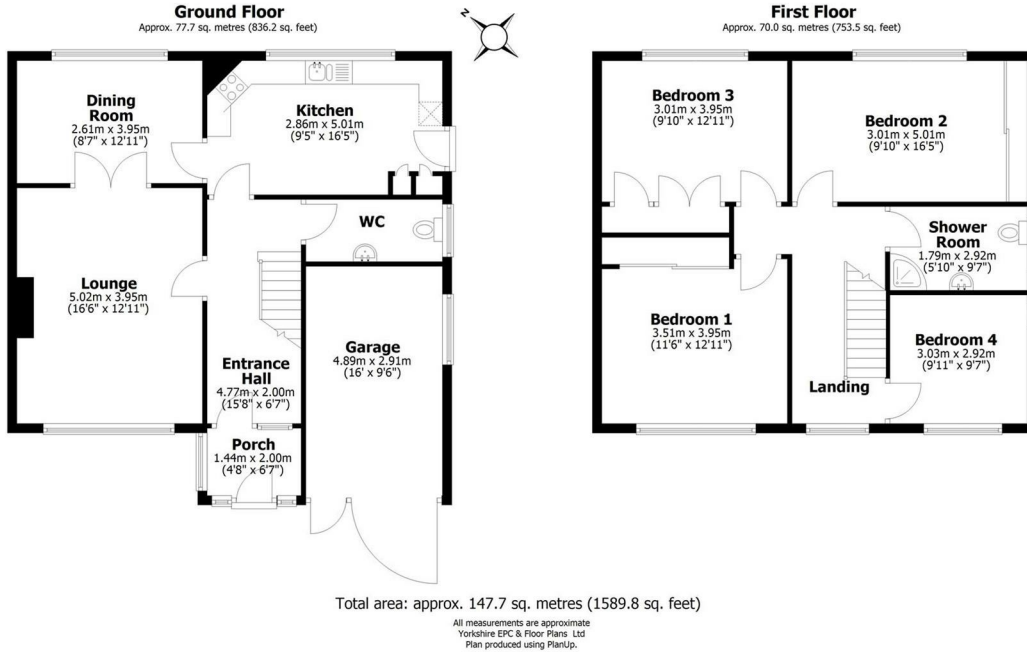 Ground Floor
Approx. 77.7 sq. metres (836.2 sq. feet)
N
Dining
Room
2.61m x 3.95m
(8'7" x 12'11")
Kitchen
2.86m x 5.01m
(9'5" x 16'5")
WC
Lounge
5.02m x 3.95m
(16'6" x 12'11")
Garage
4.89m x 2.91m
(16' x 9'6")
Entrance
Hall
4.77m x 2.00m
(15'8" x 6'7")
Porch
1.44m x 2.00m
(4'8" x 6'7")
First Floor
Approx. 70.0 sq. metres (753.5 sq. feet)
Bedroom 3
3.01m x 3.95m
(9'10" x 12'11")
Bedroom 2
3.01m x 5.01m
(9'10" x 16'5")
Shower
Room
1.79m x 2.92m
(5'10" x 9'7")
Bedroom 1
3.51m x 3.95m
(11'6" x 12'11")
Bedroom 4
3.03m x 2.92m
(9'11" x 9'7")
Landing
Total area: approx. 147.7 sq. metres (1589.8 sq. feet)
All measurements are approximate
Yorkshire EPC & Floor Plans Ltd
Plan produced using PlanUp.